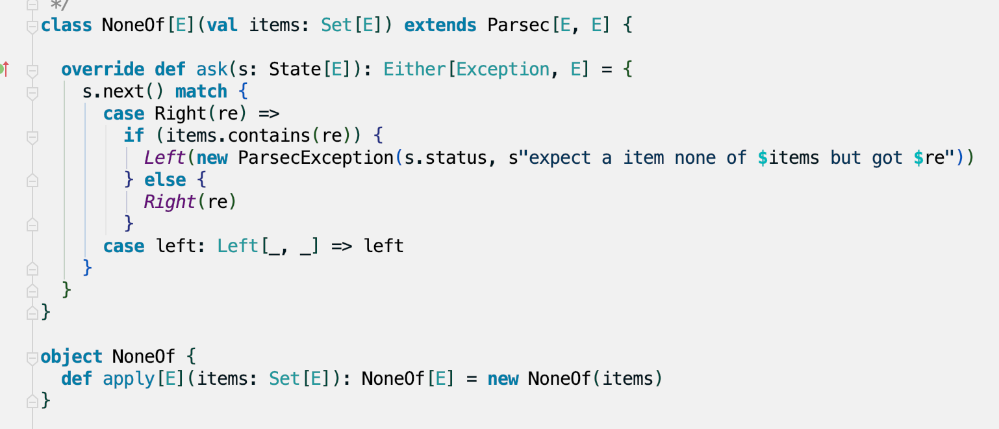 */
class NoneOf[E](val items: Set[E]) extends Parsec[E, E] {
override def ask(s: State[E]): Either[Exception, E] = {
s.next() match {
case Right(re) =>
if (items.contains(re)) {
Left(new ParsecException(s.status, s"expect a item none of $items but got $re"))
} else {
Right(re)
}
case left: Left[_, _] => left
}
}
}
object NoneOf {
def apply[E](items: Set[E]): NoneOf[E] = new NoneOf(items)
}